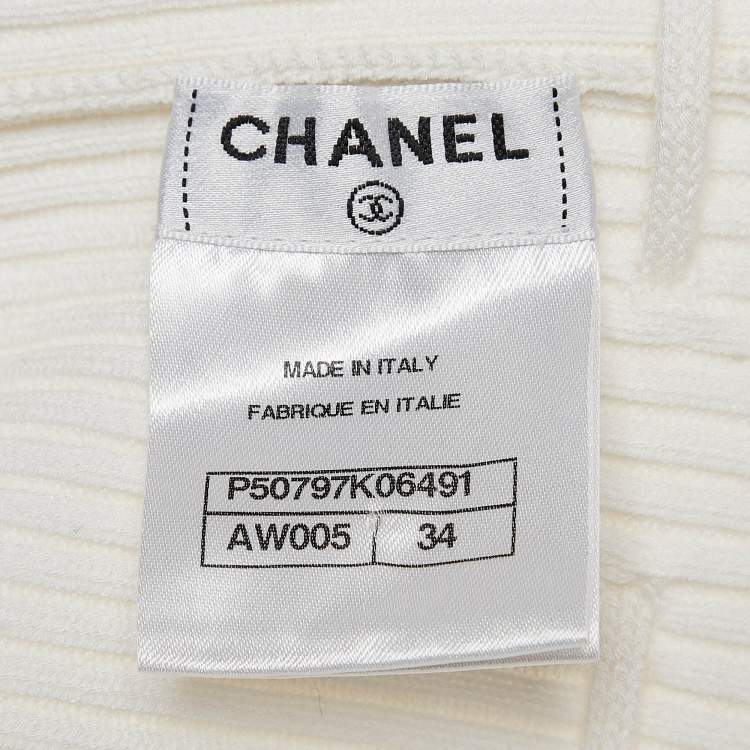 CHANEL
MADE IN ITALY
FABRIQUE EN ITALIE
P50797K06491
AW005 34